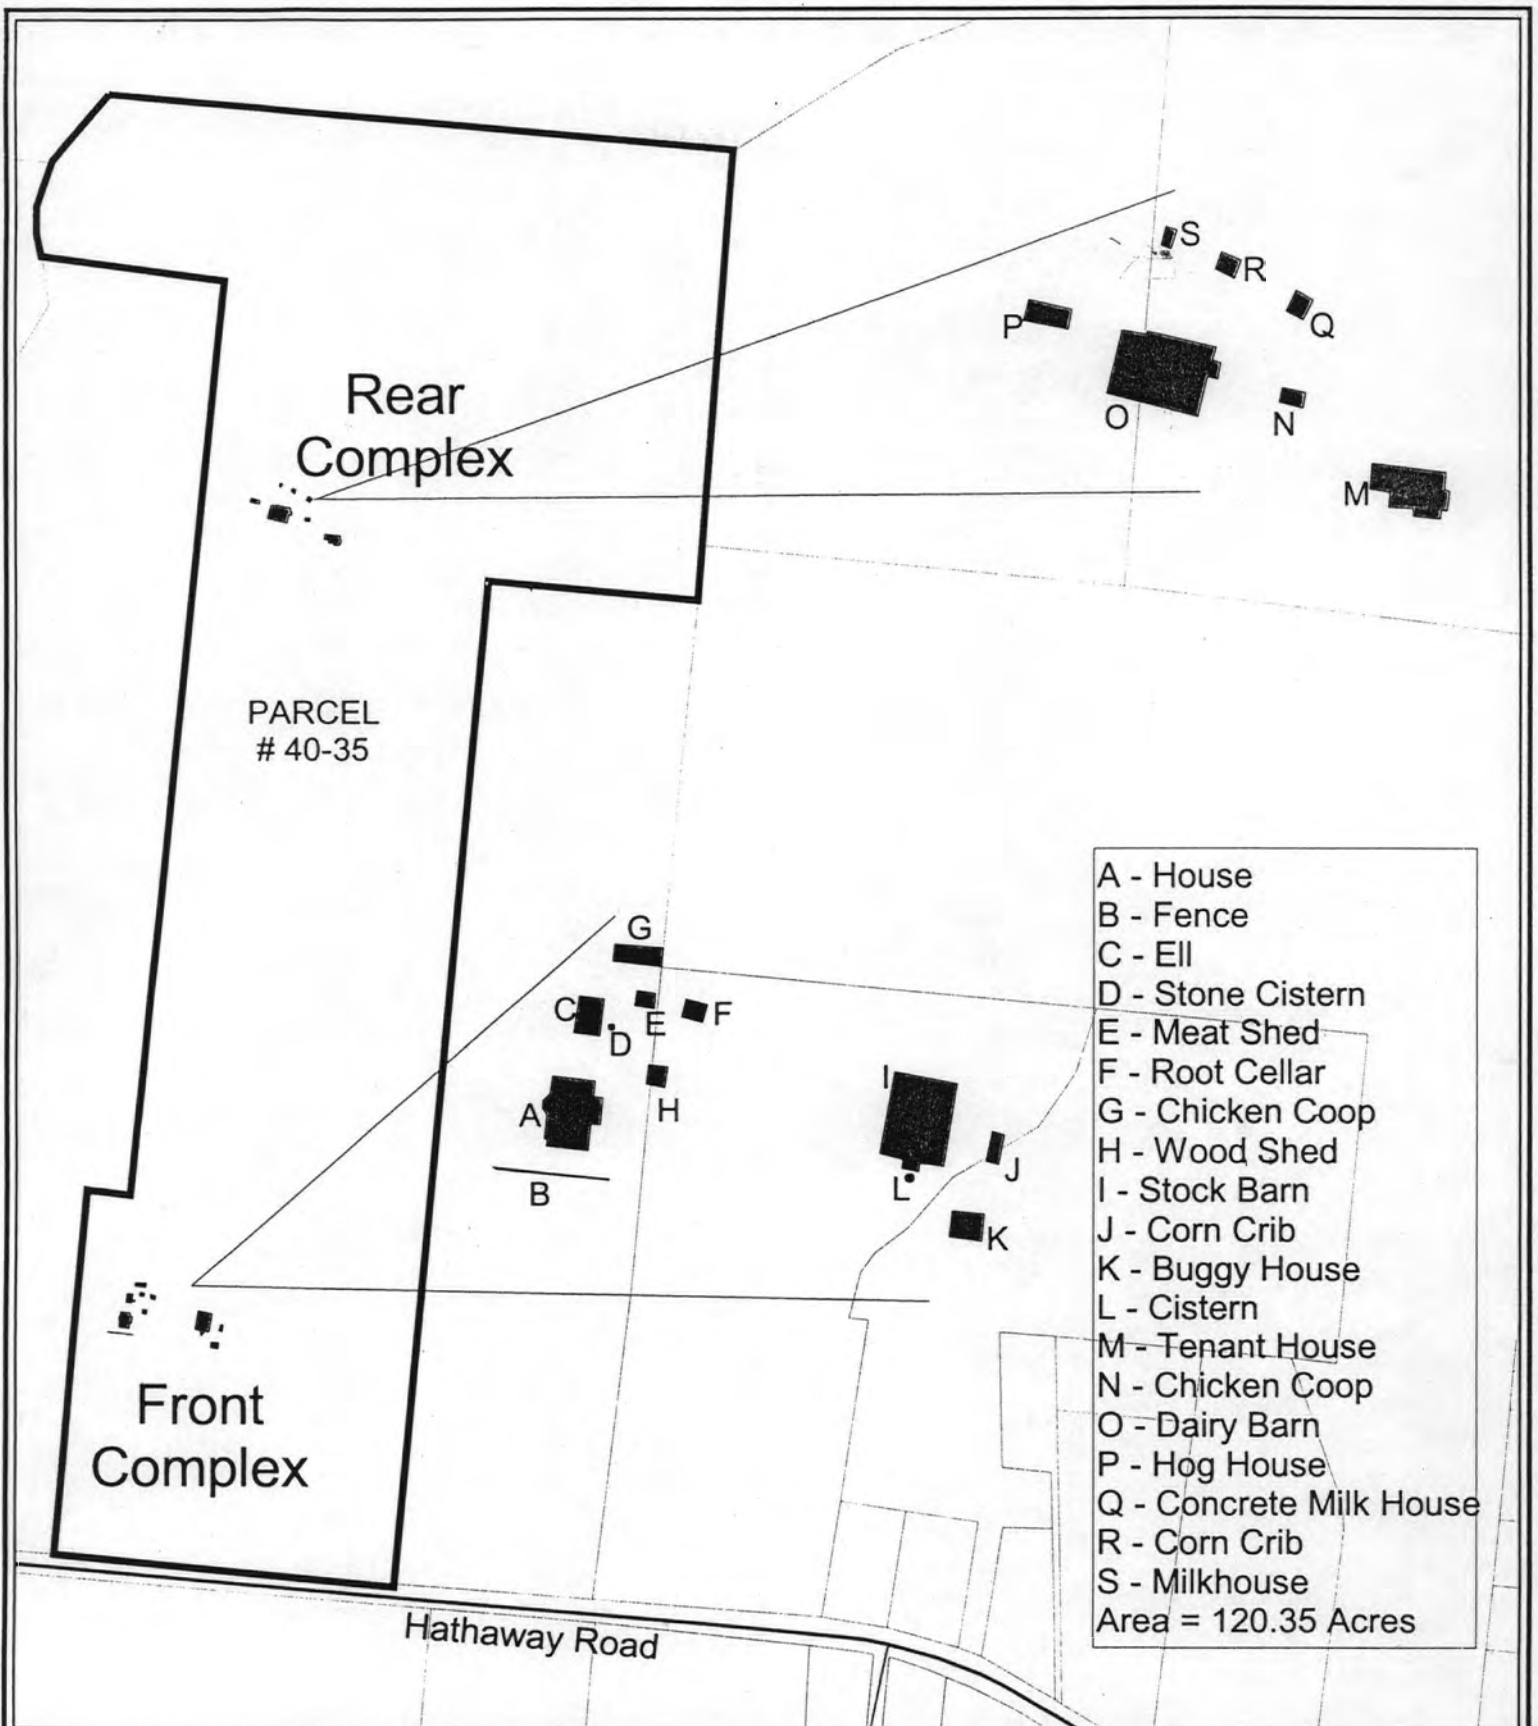 S
R
Q
P
O
N
M
Rear
Complex
PARCEL
# 40-35
G
C
D
E
F
A
H
B
I
J
L
K
Front
Complex
Hathaway Road
A - House
B - Fence
C - Ell
D - Stone Cistern
E - Meat Shed
F - Root Cellar
G - Chicken Coop
H - Wood Shed
I - Stock Barn
J - Corn Crib
K - Buggy House
L - Cistern
M - Tenant House
N - Chicken Coop
O - Dairy Barn
P - Hog House
Q - Concrete Milk House
R - Corn Crib
S - Milkhouse
Area = 120.35 Acres